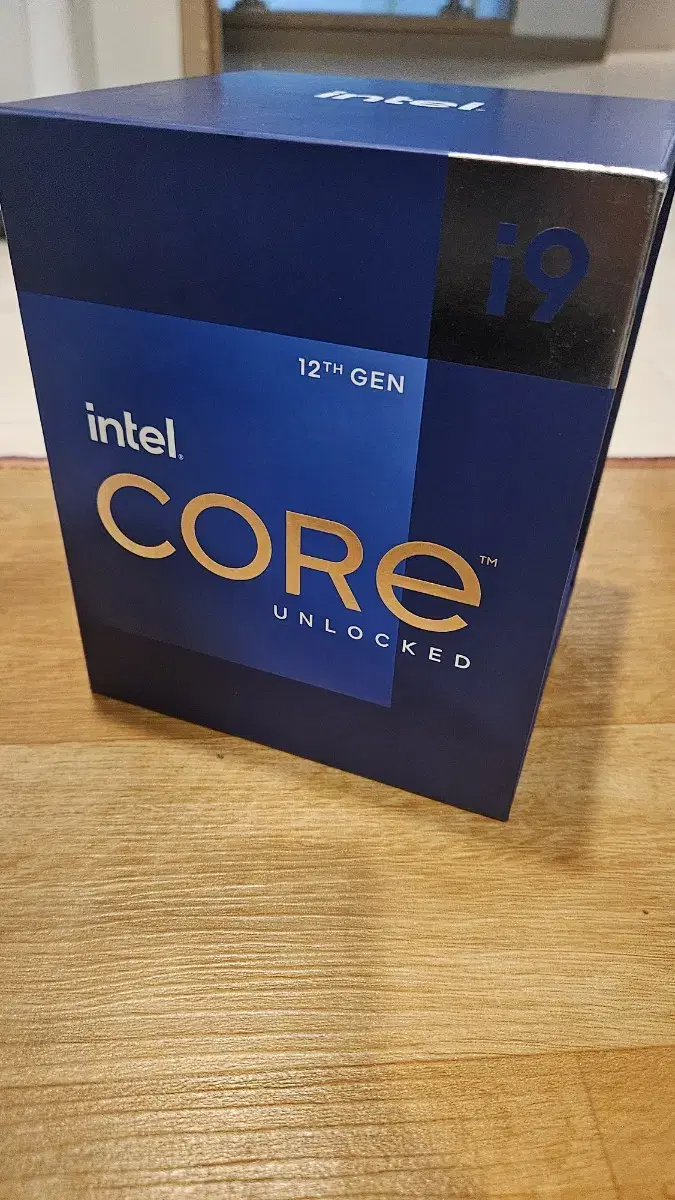 intel
i9
12TH GEN
intel.
CORe™
UNLOCKED